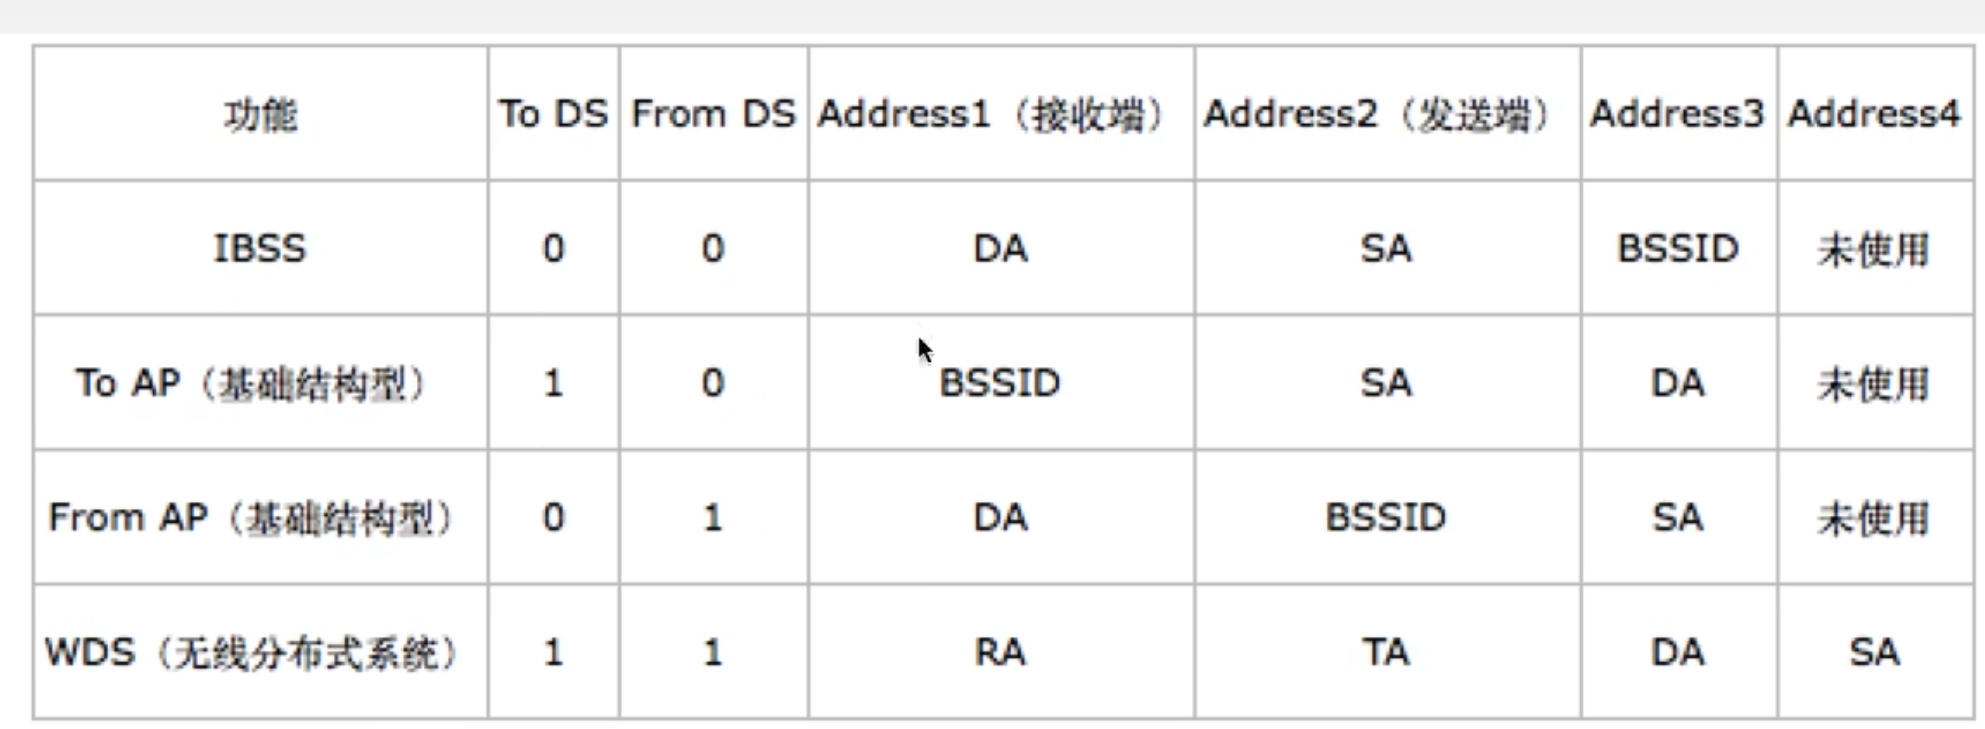 功能 To DS From DS Address1（接收端） Address2（发送端） Address3 Address4
IBSS 0 0 DA SA BSSID 未使用
To AP（基础结构型） 1 0 BSSID SA DA 未使用
From AP（基础结构型） 0 1 DA BSSID SA 未使用
WDS（无线分布式系统） 1 1 RA TA DA SA